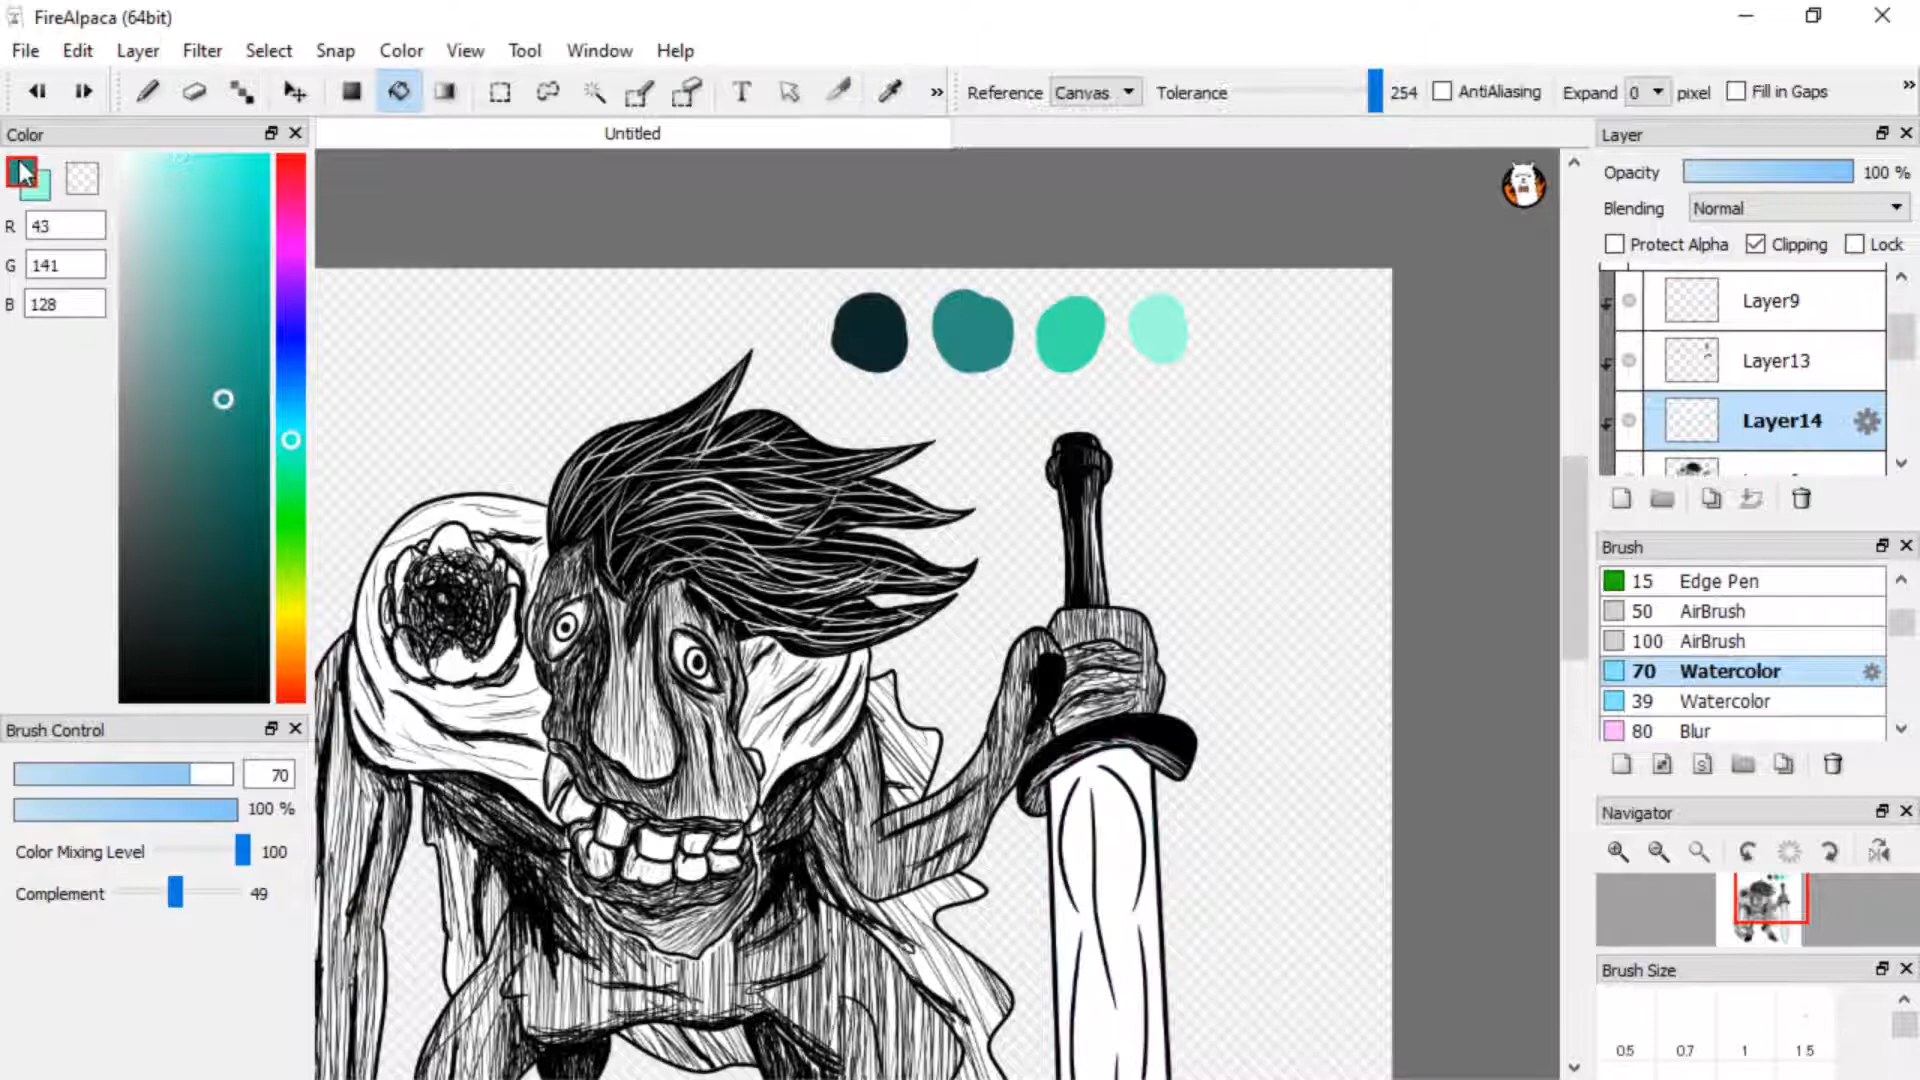 FireAlpaca (64bit)
File Edit Layer Filter Select Snap Color View Tool Window Help
Reference Canvas Tolerance 254 AntiAliasing Expand 0 pixel Fill in Gaps
Color
Untitled
R 43
G 141
B 128
Brush Control
70
100 %
Color Mixing Level 100
Complement 49
Layer
Opacity 100 %
Blending Normal
Protect Alpha Clipping Lock
Layer9
Layer13
Layer14
Brush
15 Edge Pen
50 AirBrush
100 AirBrush
70 Watercolor
39 Watercolor
80 Blur
Navigator
Brush Size
0.5 0.7 1 1.5